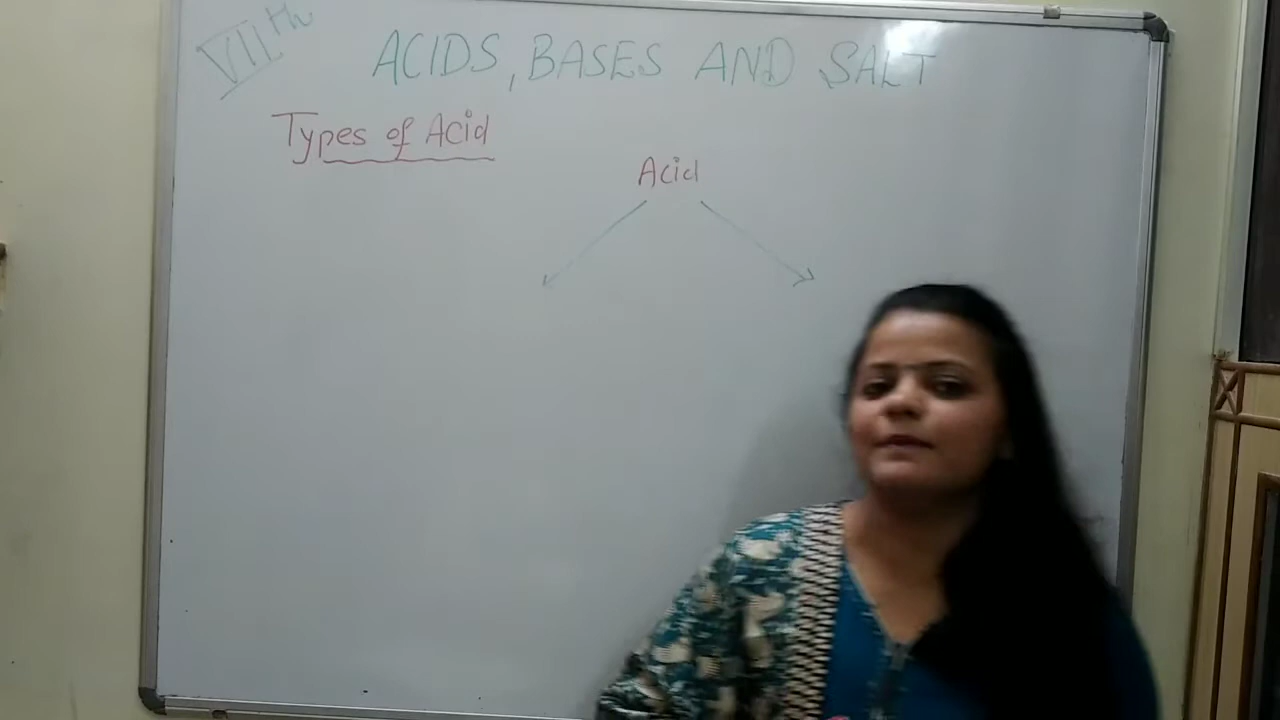 VIIth
ACIDS, BASES AND SALT
Types of Acid
Acid